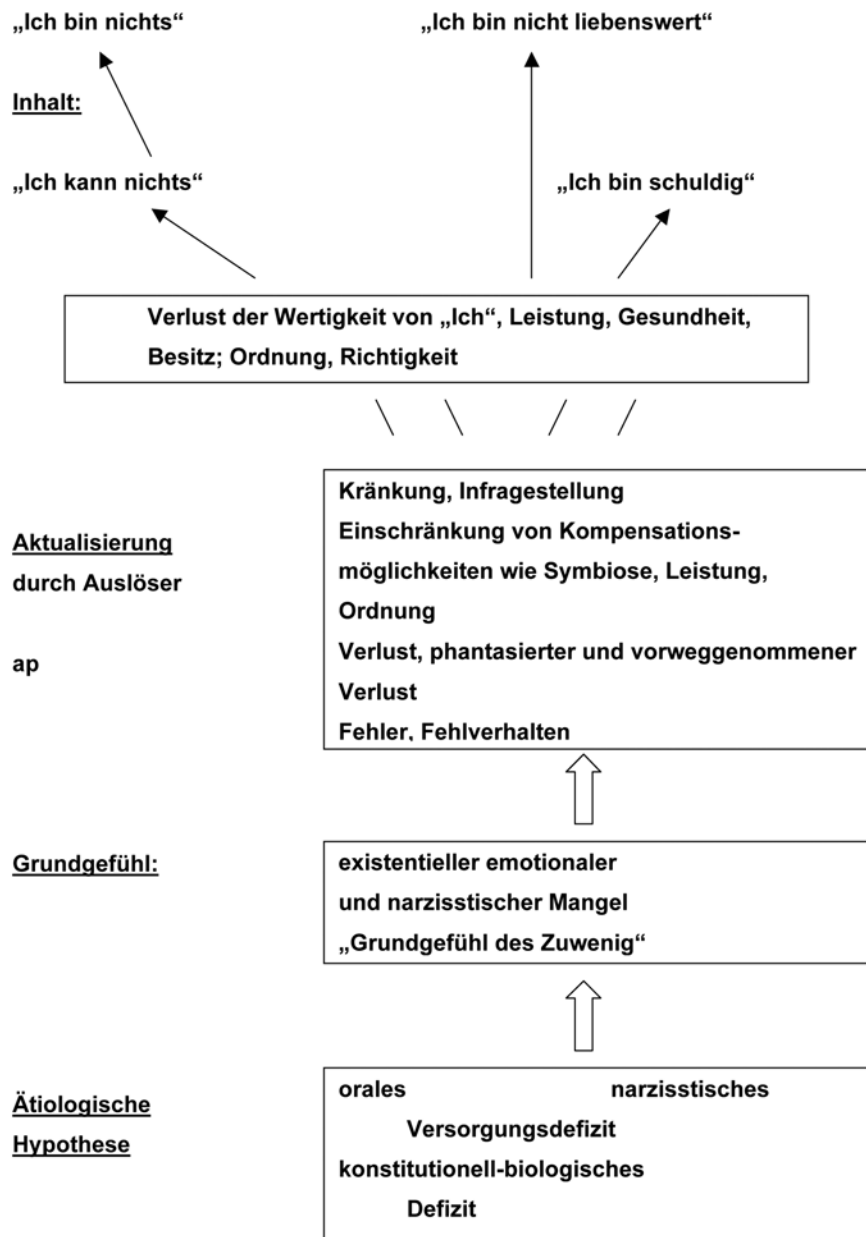 „Ich bin nichts“ „Ich bin nicht liebenswert“
Inhalt:
„Ich kann nichts“ „Ich bin schuldig“
Verlust der Wertigkeit von „Ich“, Leistung, Gesundheit,
Besitz; Ordnung, Richtigkeit
Aktualisierung
durch Auslöser
ap
Kränkung, Infragestellung
Einschränkung von Kompensations-
möglichkeiten wie Symbiose, Leistung,
Ordnung
Verlust, phantasierter und vorweggenommener
Verlust
Fehler, Fehlverhalten
Grundgefühl:
existentieller emotionaler
und narzisstischer Mangel
„Grundgefühl des Zuwenig“
Ätiologische
Hypothese
orales narzisstisches
Versorgungsdefizit
konstitutionell-biologisches
Defizit